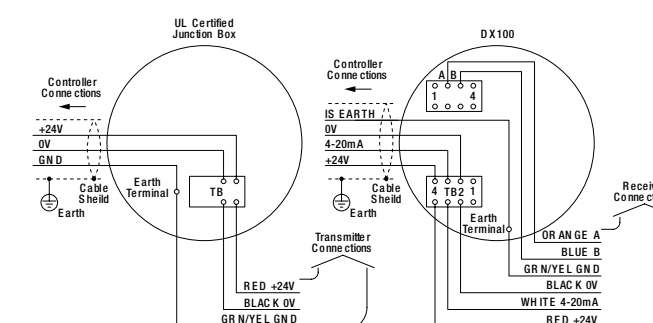 UL Certified
Junction Box
Controller
Connections
+24V
0V
GND
Earth
Cable
Sheild
Earth
Terminal
TB
Transmitter
Connections
RED +24V
BLACK 0V
GRN/YEL GND
DX100
Controller
Connections
A B
1 4
IS EARTH
0V
4-20mA
+24V
Earth
Cable
Sheild
4 TB2 1
Earth
Terminal
ORANGE A
BLUE B
GRN/YEL GND
BLACK 0V
WHITE 4-20mA
RED +24V